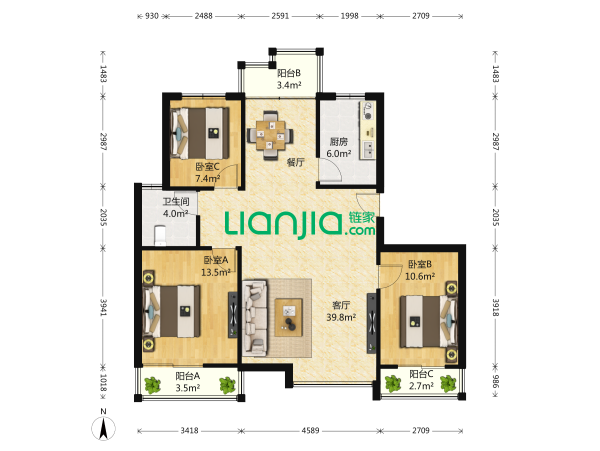 930 2488 2591 1998 2709
1483
2987
2035
3941
1018
1483
2987
2035
3918
986
阳台B
3.4m²
厨房
6.0m²
餐厅
卧室C
7.4m²
卫生间
4.0m²
Lianjia 链家
.com
卧室A
13.5m²
卧室B
10.6m²
客厅
39.8m²
阳台A
3.5m²
阳台C
2.7m²
N
3418 4589 2709